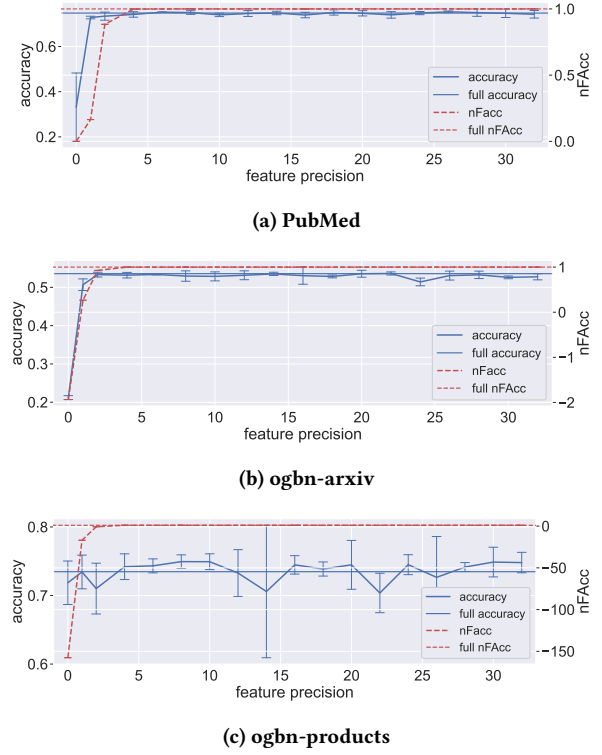 1.0
0.6
accuracy
0.5
nFAcc
accuracy
full accuracy
nFacc
full nFAcc
0.4
0.2
0.0
0 5 10 15 20 25 30
feature precision
(a) PubMed
1
0.5
accuracy
0
nFAcc
0.4
accuracy
full accuracy
nFacc
full nFAcc
−1
0.3
0.2
−2
0 5 10 15 20 25 30
feature precision
(b) ogbn-arxiv
0.8
0
accuracy
−50
nFAcc
0.7
accuracy
full accuracy
nFacc
full nFAcc
−100
−150
0.6
0 5 10 15 20 25 30
feature precision
(c) ogbn-products